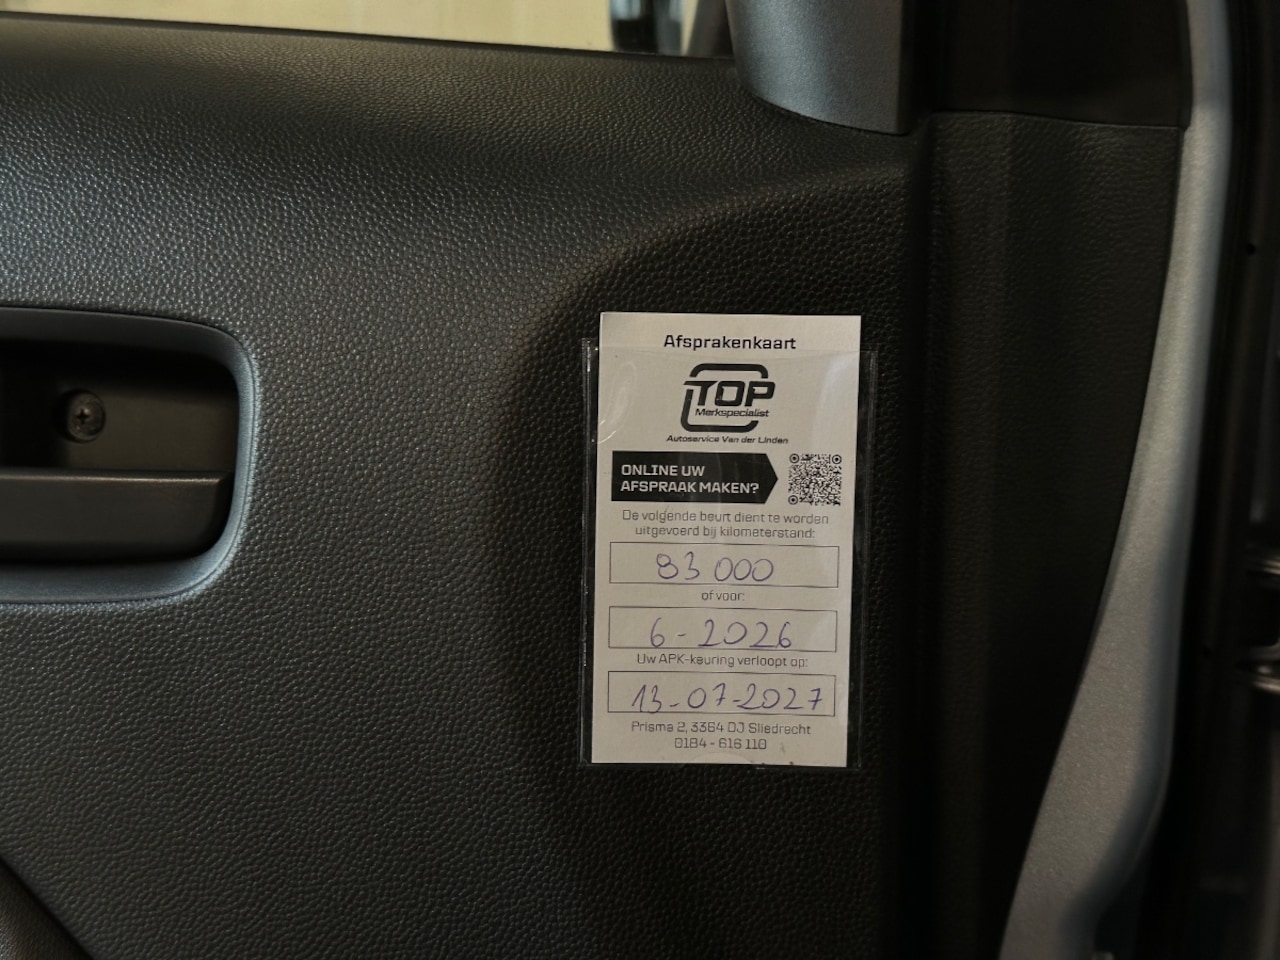 Afsprakenkaart
TOP
Merkspecialist
Autoservice Van der Linden
ONLINE UW
AFSPRAAK MAKEN?
De volgende beurt dient te worden
uitgevoerd bij kilometerstand:
83 000
of voor:
6-2026
Uw APK-keuring verloopt op:
13-07-2027
Prisma 2, 3364 DJ Sliedrecht
0184 - 616 110